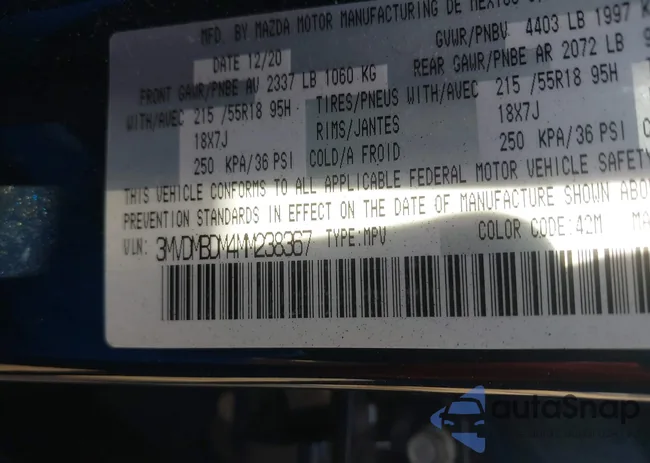 MFD BY MAZDA MOTOR MANUFACTURING DE MEXICO
DATE 12/20 GVWR/PNBV 4403 LB 1997
FRONT GAWR/PNBE AV 2337 LB 1060 KG REAR GAWR/PNBE AR 2072 LB
WITH/AVEC 215 /55R18 95H TIRES/PNEUS WITH/AVEC 215 /55R18 95H
18X7J RIMS/JANTES 18X7J
250 KPA/36 PSI COLD/A FROID 250 KPA/36 PSI
THIS VEHICLE CONFORMS TO ALL APPLICABLE FEDERAL MOTOR VEHICLE SAFETY
PREVENTION STANDARDS IN EFFECT ON THE DATE OF MANUFACTURE SHOWN ABO
VIN: 3MVDMBDM4MM238367 TYPE:MPV COLOR CODE:42M MA
autoSnap